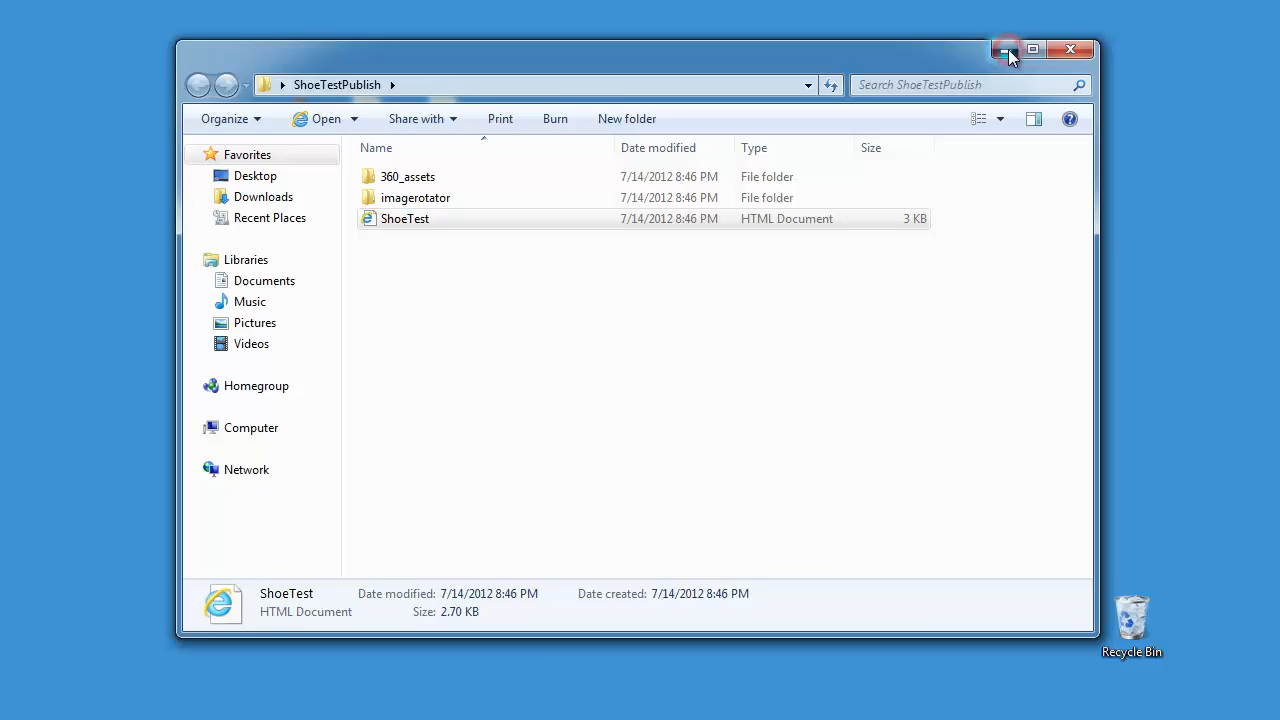 ShoeTestPublish
Search ShoeTestPublish
Organize Open Share with Print Burn New folder
Name Date modified Type Size
Favorites
Desktop
Downloads
Recent Places
Libraries
Documents
Music
Pictures
Videos
Homegroup
Computer
Network
360_assets 7/14/2012 8:46 PM File folder
imagerotator 7/14/2012 8:46 PM File folder
ShoeTest 7/14/2012 8:46 PM HTML Document 3 KB
ShoeTest Date modified: 7/14/2012 8:46 PM Date created: 7/14/2012 8:46 PM
HTML Document Size: 2.70 KB
Recycle Bin